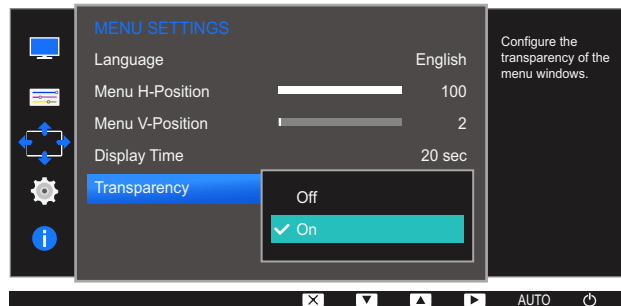 MENU SETTINGS
Language English
Menu H-Position 100
Menu V-Position 2
Display Time 20 sec
Transparency
Off
On
Configure the
transparency of the
menu windows.
AUTO